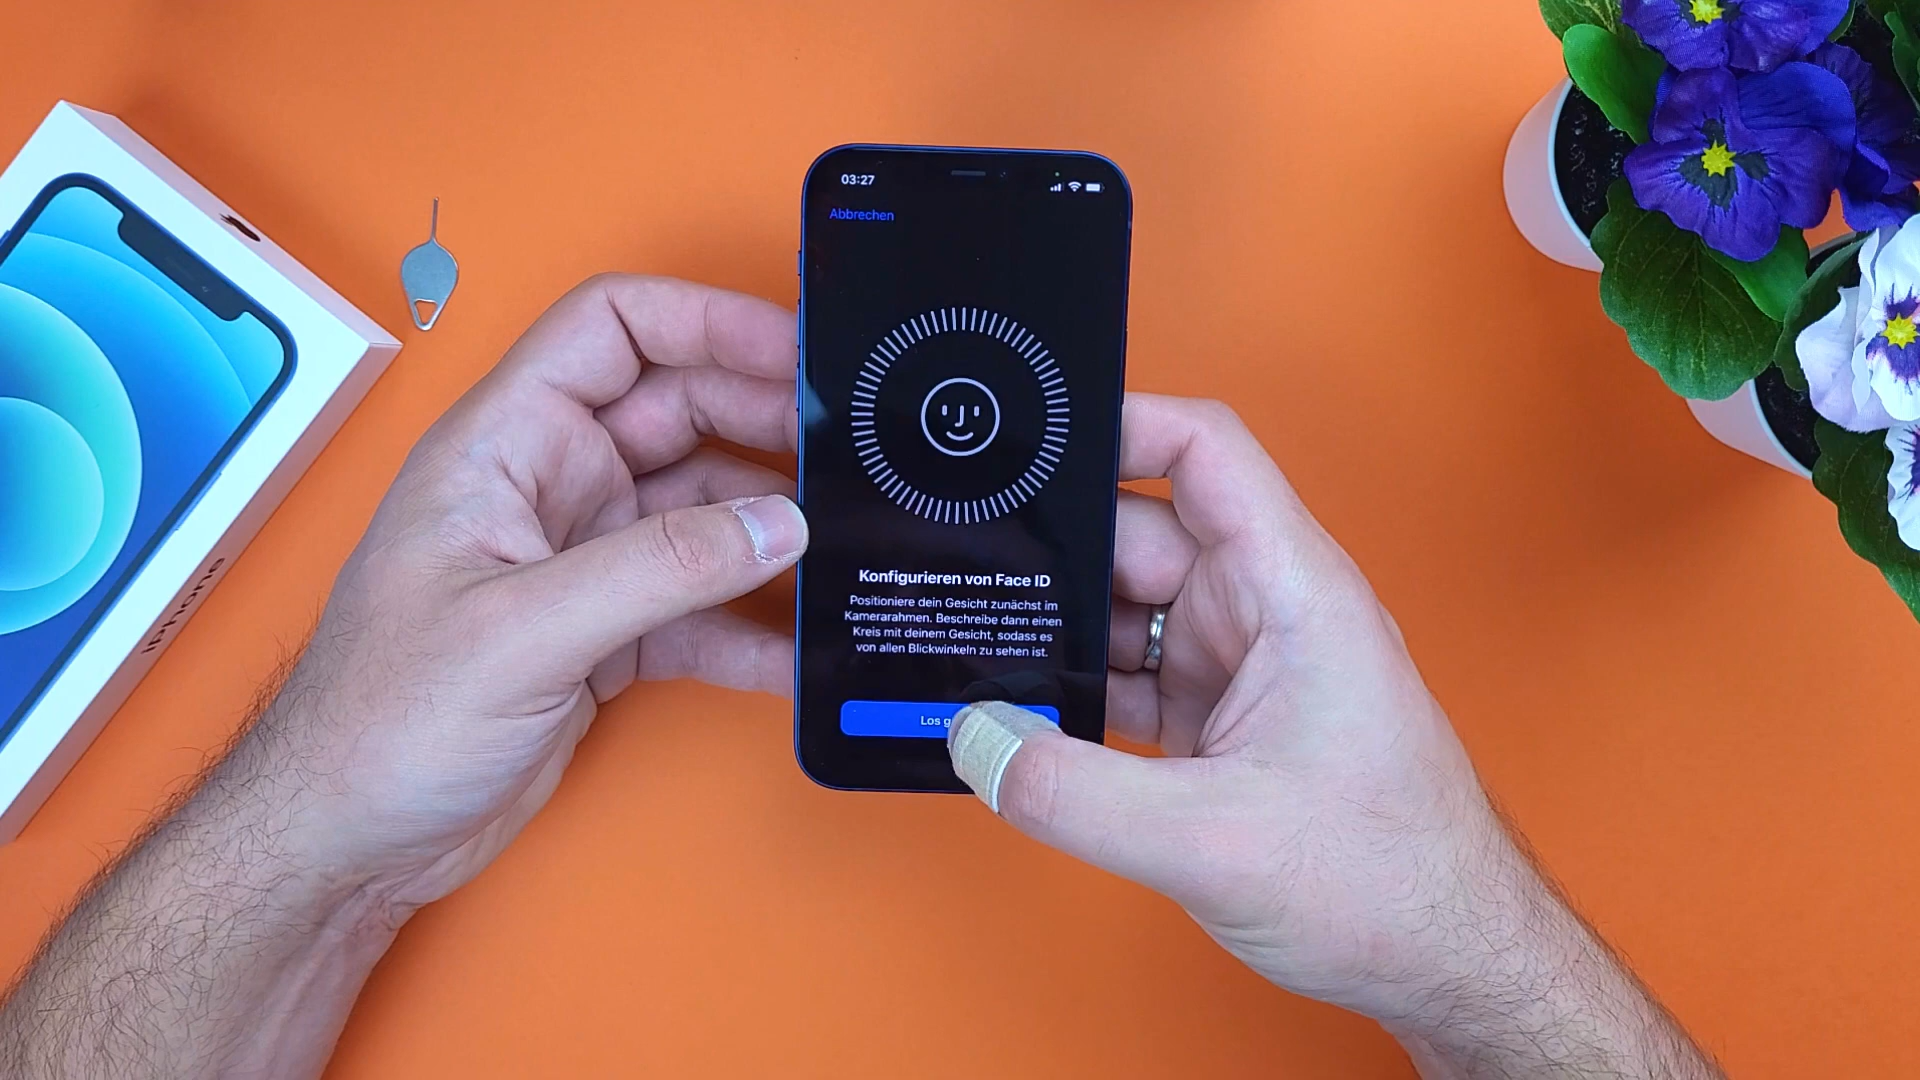 03:27
Abbrechen
Konfigurieren von Face ID
Positioniere dein Gesicht zunächst im
Kamerarahmen. Beschreibe dann einen
Kreis mit deinem Gesicht, sodass es
von allen Blickwinkeln zu sehen ist.
Los g
iPhone